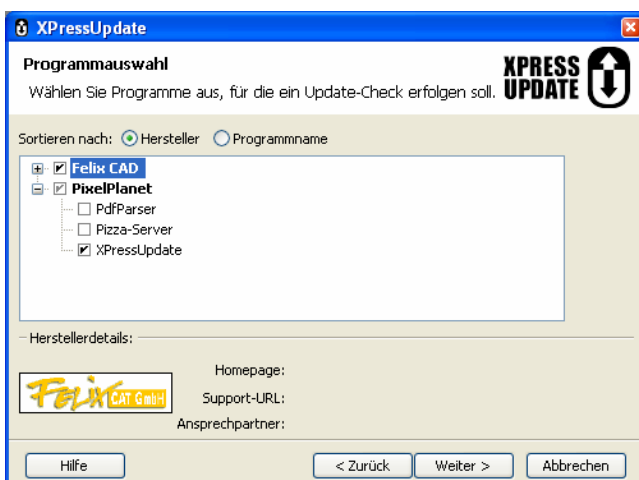 XPressUpdate
Programmauswahl
Wählen Sie Programme aus, für die ein Update-Check erfolgen soll.
XPRESS
UPDATE
Sortieren nach: Hersteller Programmname
Felix CAD
PixelPlanet
PdfParser
Pizza-Server
XPressUpdate
Herstellerdetails:
Homepage:
FELIX CAT GmbH
Support-URL:
Ansprechpartner:
Hilfe < Zurück Weiter > Abbrechen